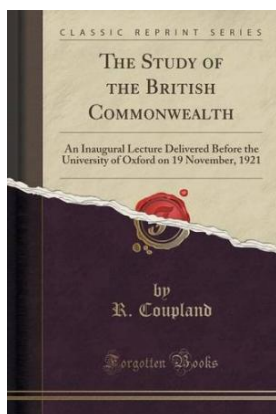 CLASSIC REPRINT SERIES
THE STUDY OF
THE BRITISH
COMMONWEALTH
An Inaugural Lecture Delivered Before the
University of Oxford on 19 November, 1921
by
R. Coupland
Forgotten Books